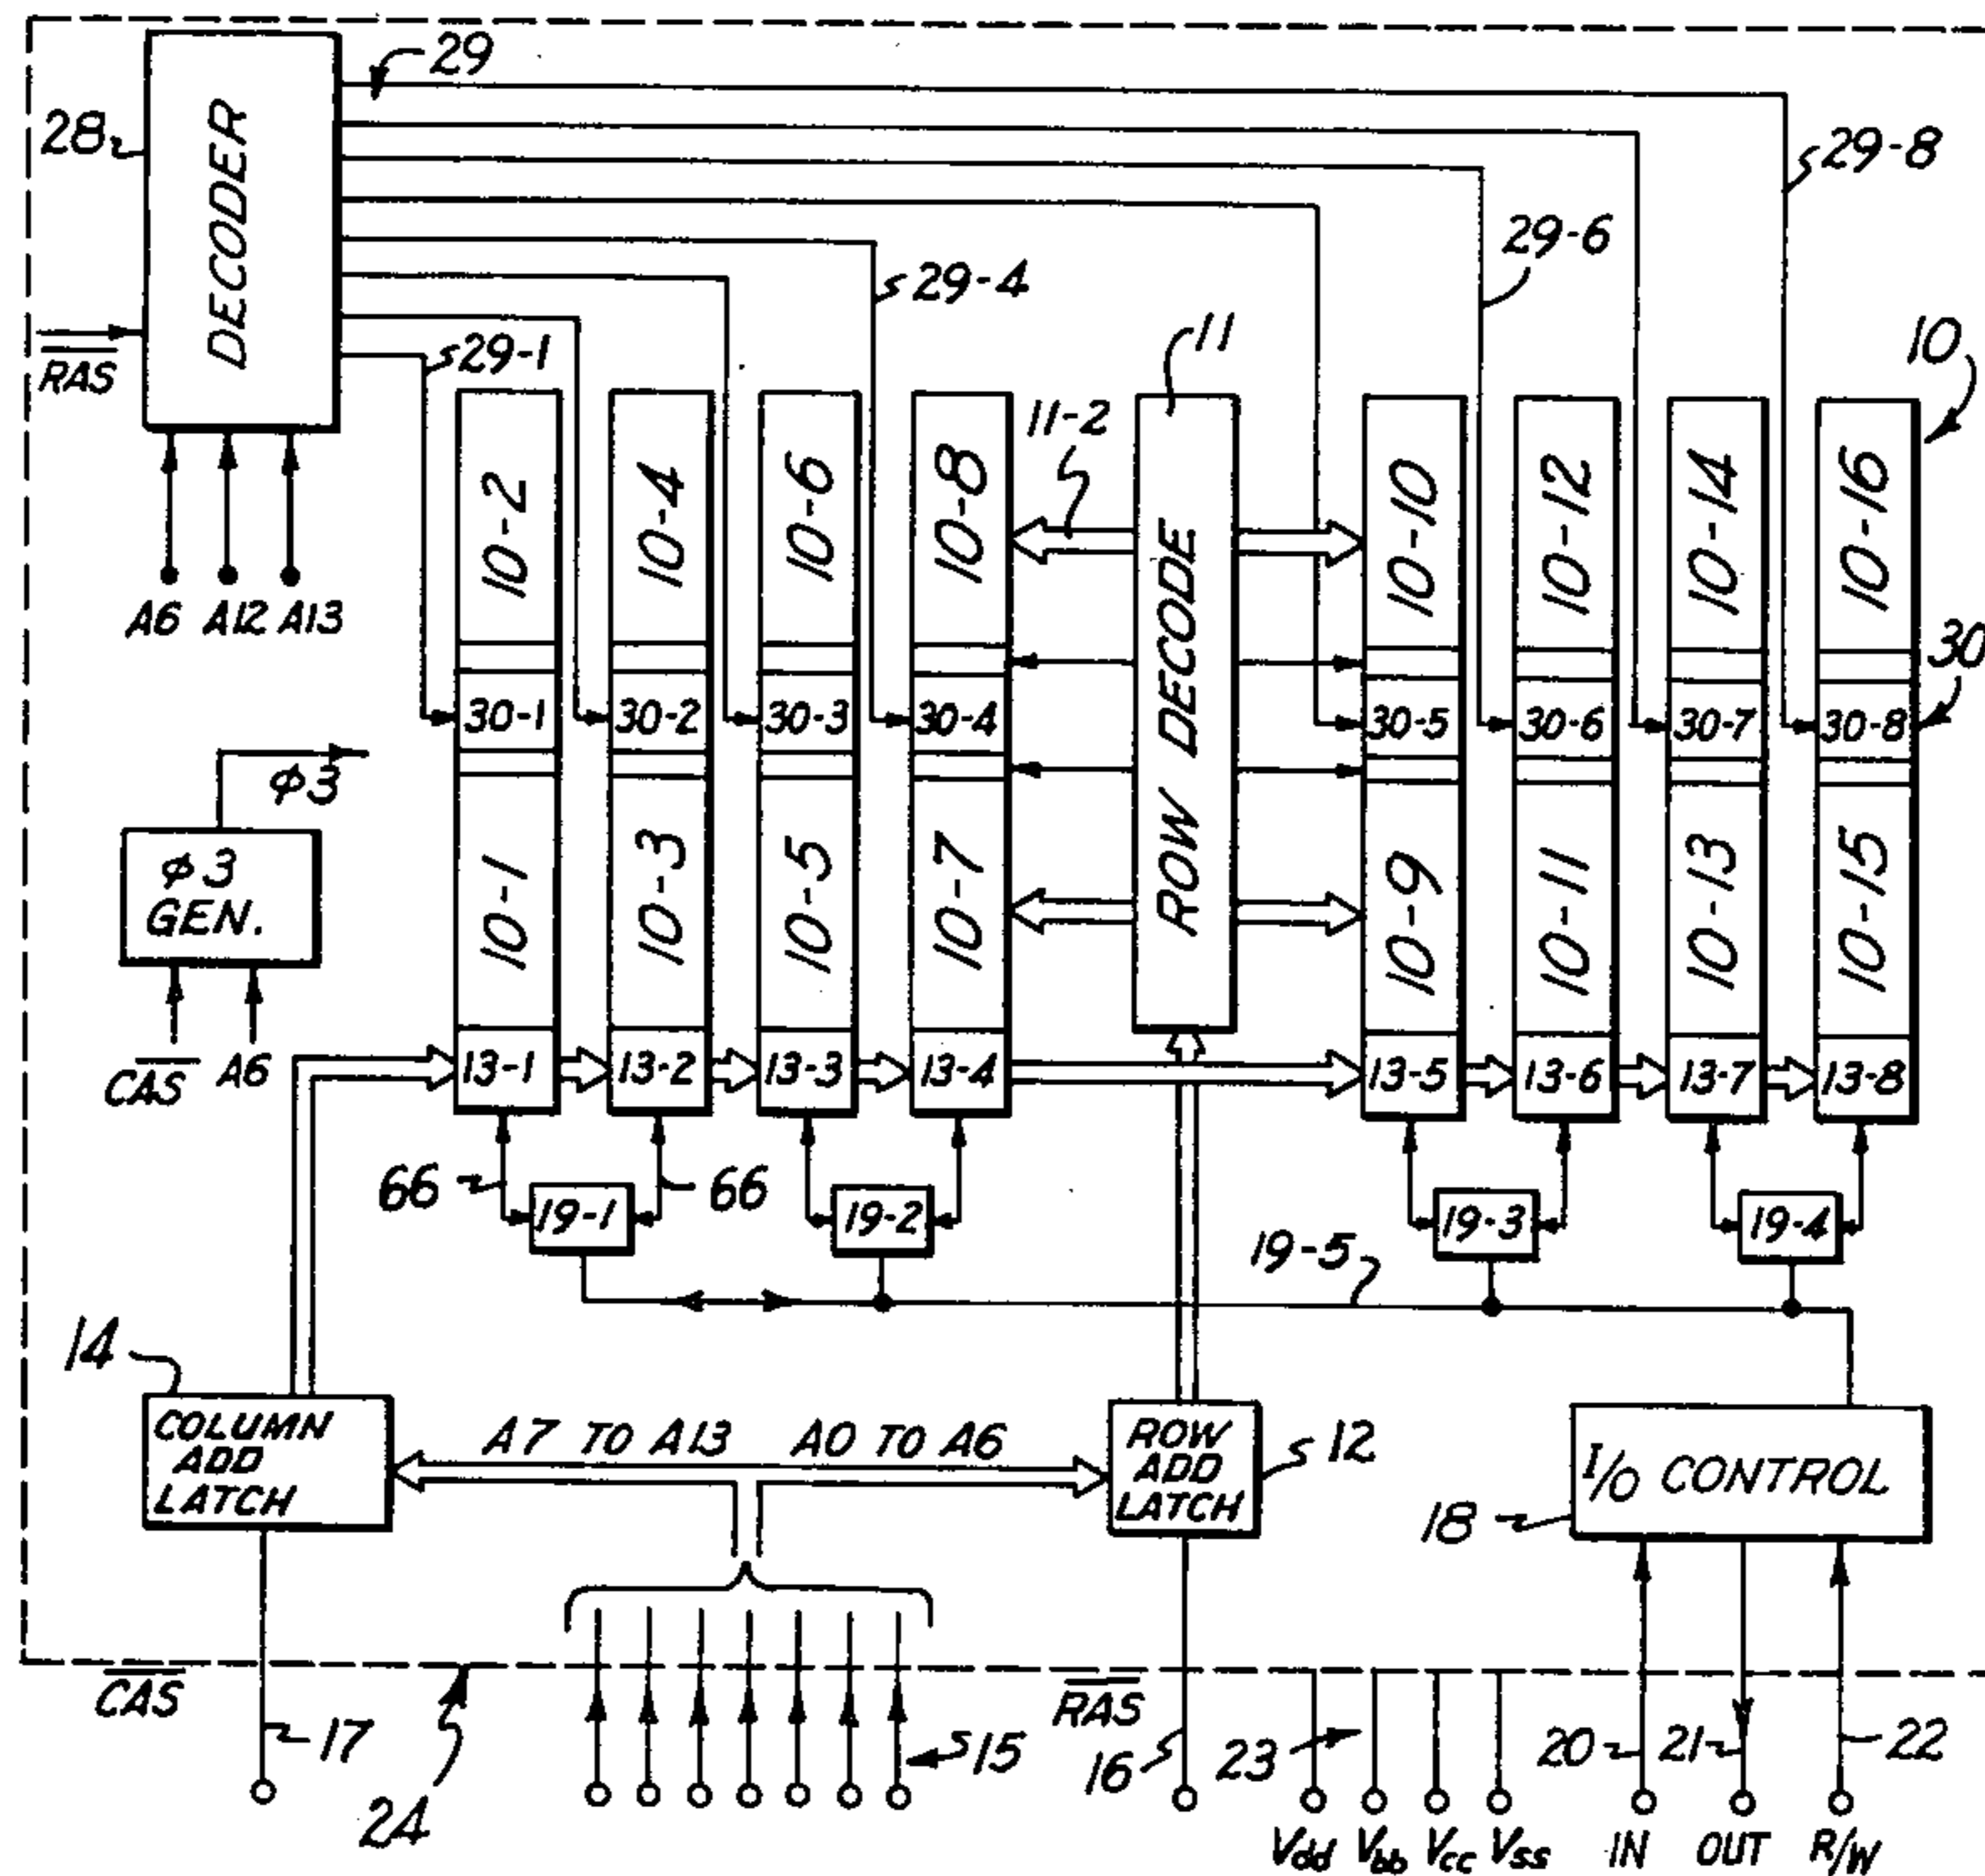 29
28
DECODER
29-8
29-6
29-4
RAS
29-1
11
10
11-2
A6 A12 A13
10-2
10-4
10-6
10-8
ROW DECODE
10-10
10-12
10-14
10-16
30
30-1
30-2
30-3
30-4
30-5
30-6
30-7
30-8
φ3
φ3
GEN.
CAS A6
10-1
10-3
10-5
10-7
10-9
10-11
10-13
10-15
13-1
13-2
13-3
13-4
13-5
13-6
13-7
13-8
66
66
19-1
19-2
19-3
19-4
19-5
14
COLUMN
ADD
LATCH
A7 TO A13
A0 TO A6
ROW
ADD
LATCH
12
I/O CONTROL
18
CAS
RAS
17
24
15
16
23
20
21
22
Vdd Vbb Vcc Vss
IN OUT R/W